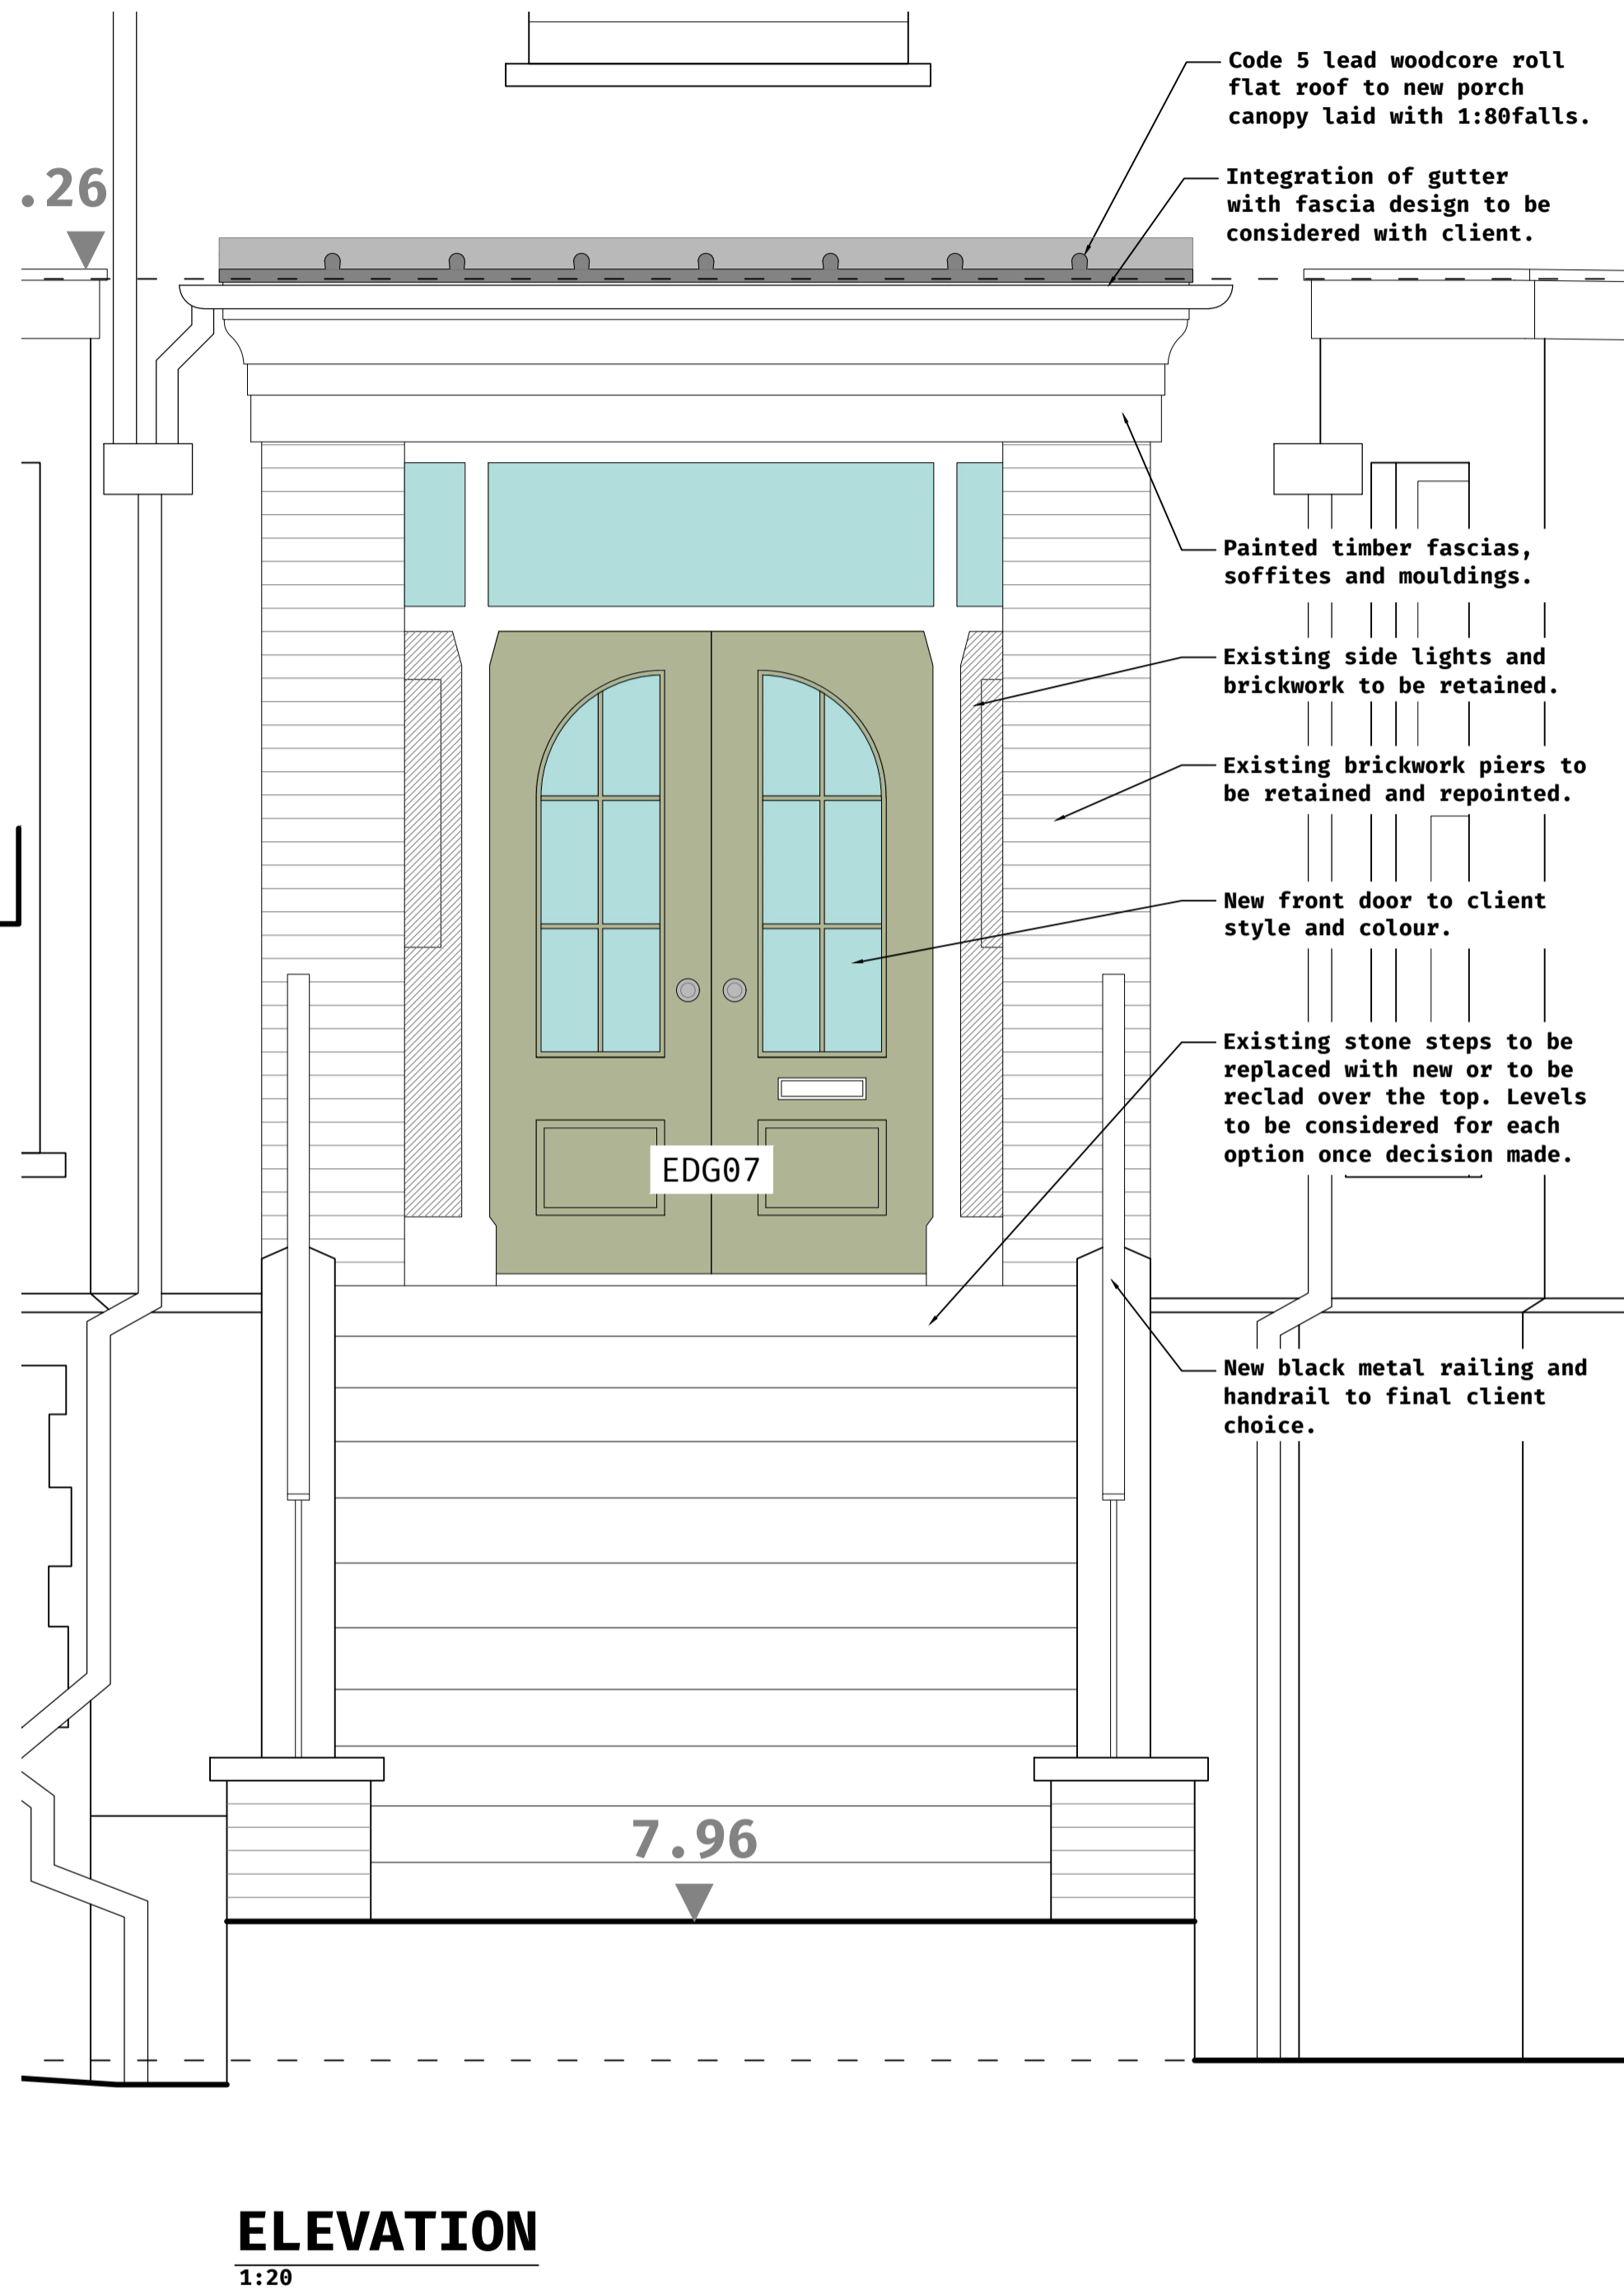 Code 5 lead woodcore roll
flat roof to new porch
canopy laid with 1:80falls.
.26
Integration of gutter
with fascia design to be
considered with client.
Painted timber fascias,
soffites and mouldings.
Existing side lights and
brickwork to be retained.
Existing brickwork piers to
be retained and repointed.
New front door to client
style and colour.
Existing stone steps to be
replaced with new or to be
reclad over the top. Levels
to be considered for each
option once decision made.
EDG07
New black metal railing and
handrail to final client
choice.
7.96
ELEVATION
1:20